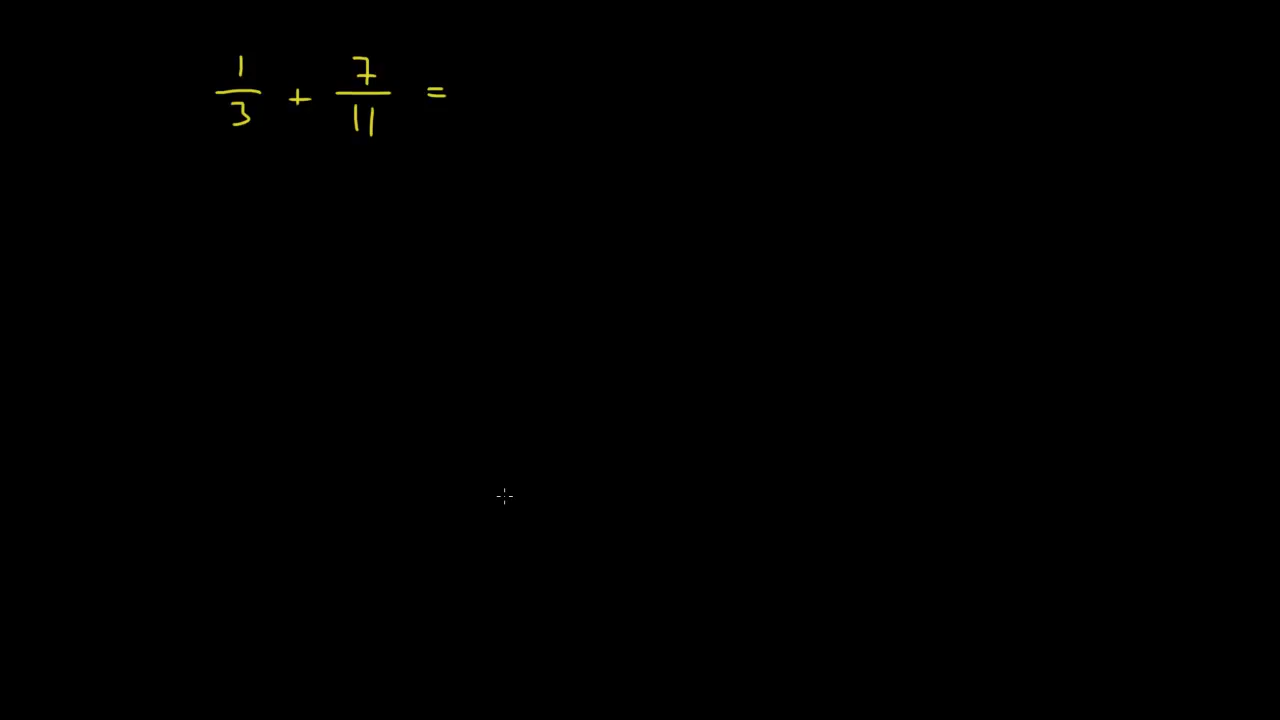 1/3 + 7/11 =